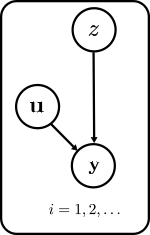 z
u
y
i = 1, 2, . . .